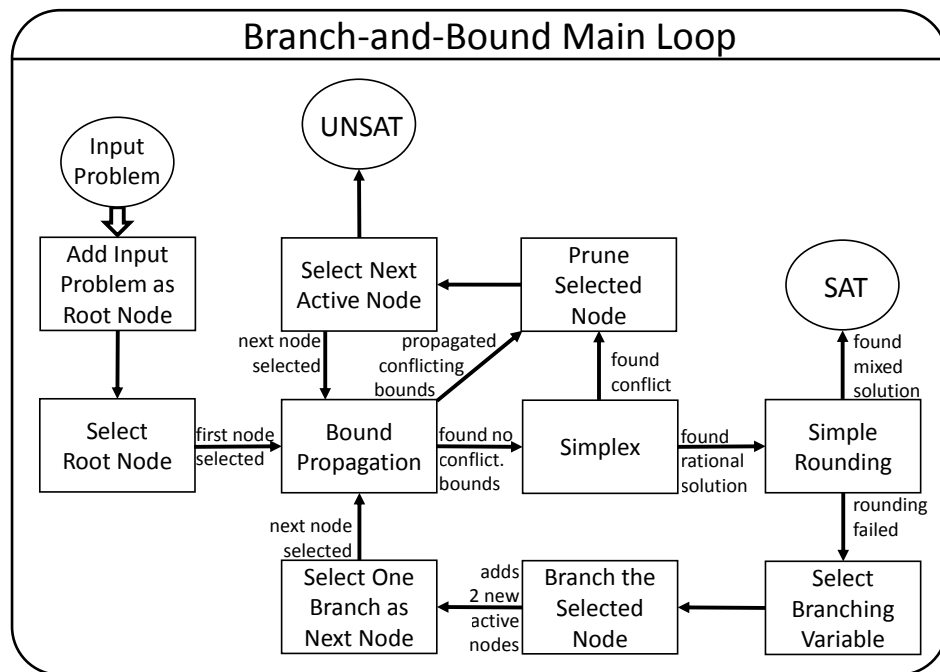 Branch-and-Bound Main Loop
Input
Problem
UNSAT
Add Input
Problem as
Root Node
Select Next
Active Node
Prune
Selected
Node
SAT
next node
selected
propagated
conflicting
bounds
found
conflict
found
mixed
solution
Select
Root Node
first node
selected
Bound
Propagation
found no
conflict.
bounds
Simplex
found
rational
solution
Simple
Rounding
next node
selected
rounding
failed
Select One
Branch as
Next Node
adds
2 new
active
nodes
Branch the
Selected
Node
Select
Branching
Variable